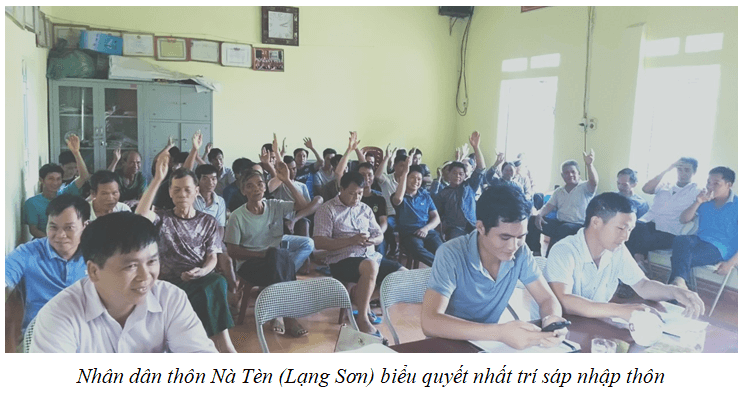 Nhân dân thôn Nà Tèn (Lạng Sơn) biểu quyết nhất trí sáp nhập thôn